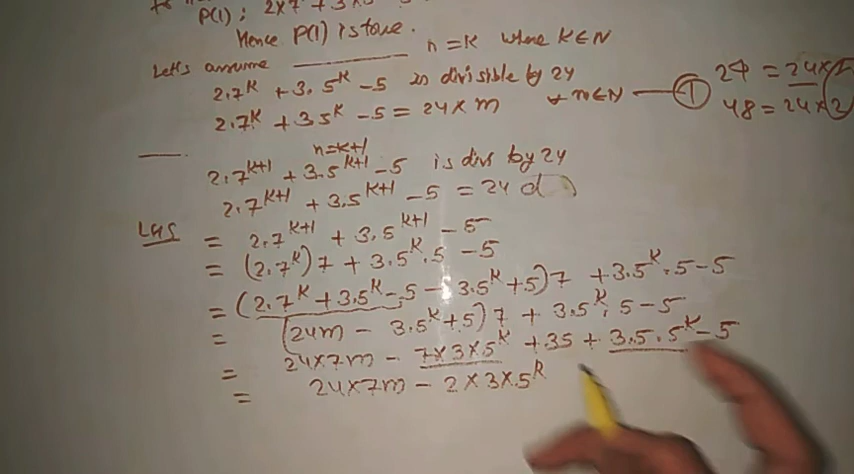 P(1) ; 2×7 + 3×5
Hence P(1) is true.
Let's assume n = K where K∈N
2.7^K + 3.5^K - 5 is divisible by 24
2.7^K + 3.5^K - 5 = 24 × m ∀ m∈N — ①
24 = 24×1
48 = 24×2
n=k+1
2.7^k+1 + 3.5^k+1 - 5 is divs by 24
2.7^k+1 + 3.5^k+1 - 5 = 24 d
LHS
= 2.7^k+1 + 3.5^k+1 - 5
= (2.7^k)7 + 3.5^k.5 - 5
= (2.7^k + 3.5^k - 5 - 3.5^k + 5)7 + 3.5^k.5 - 5
= (24m - 3.5^k + 5)7 + 3.5^k.5 - 5
= 24×7m - 7×3×5^k + 35 + 3.5.5^k - 5
= 24×7m - 2×3×5^k